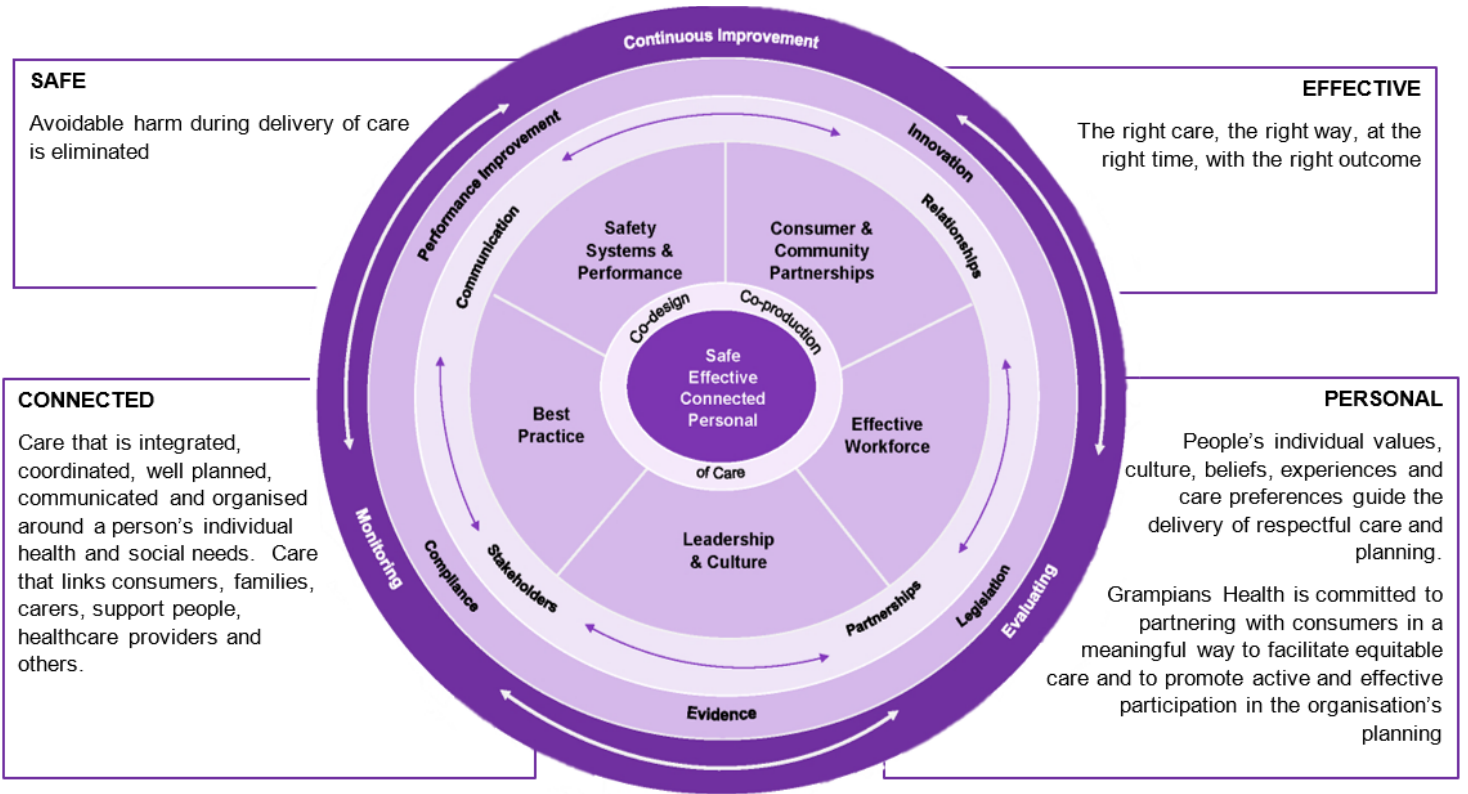 SAFE
Avoidable harm during delivery of care
is eliminated
EFFECTIVE
The right care, the right way, at the
right time, with the right outcome
CONNECTED
Care that is integrated,
coordinated, well planned,
communicated and organised
around a person's individual
health and social needs.  Care
that links consumers, families,
carers, support people,
healthcare providers and
others.
PERSONAL
People's individual values,
culture, beliefs, experiences and
care preferences guide the
delivery of respectful care and
planning.
Grampians Health is committed to
partnering with consumers in a
meaningful way to facilitate equitable
care and to promote active and effective
participation in the organisation's
planning
Continuous Improvement
Evaluating
Monitoring
Performance Improvement
Innovation
Legislation
Evidence
Compliance
Communication
Relationships
Partnerships
Stakeholders
Safety
Systems &
Performance
Consumer &
Community
Partnerships
Effective
Workforce
Leadership
& Culture
Best
Practice
Co-design
Co-production
of Care
Safe
Effective
Connected
Personal